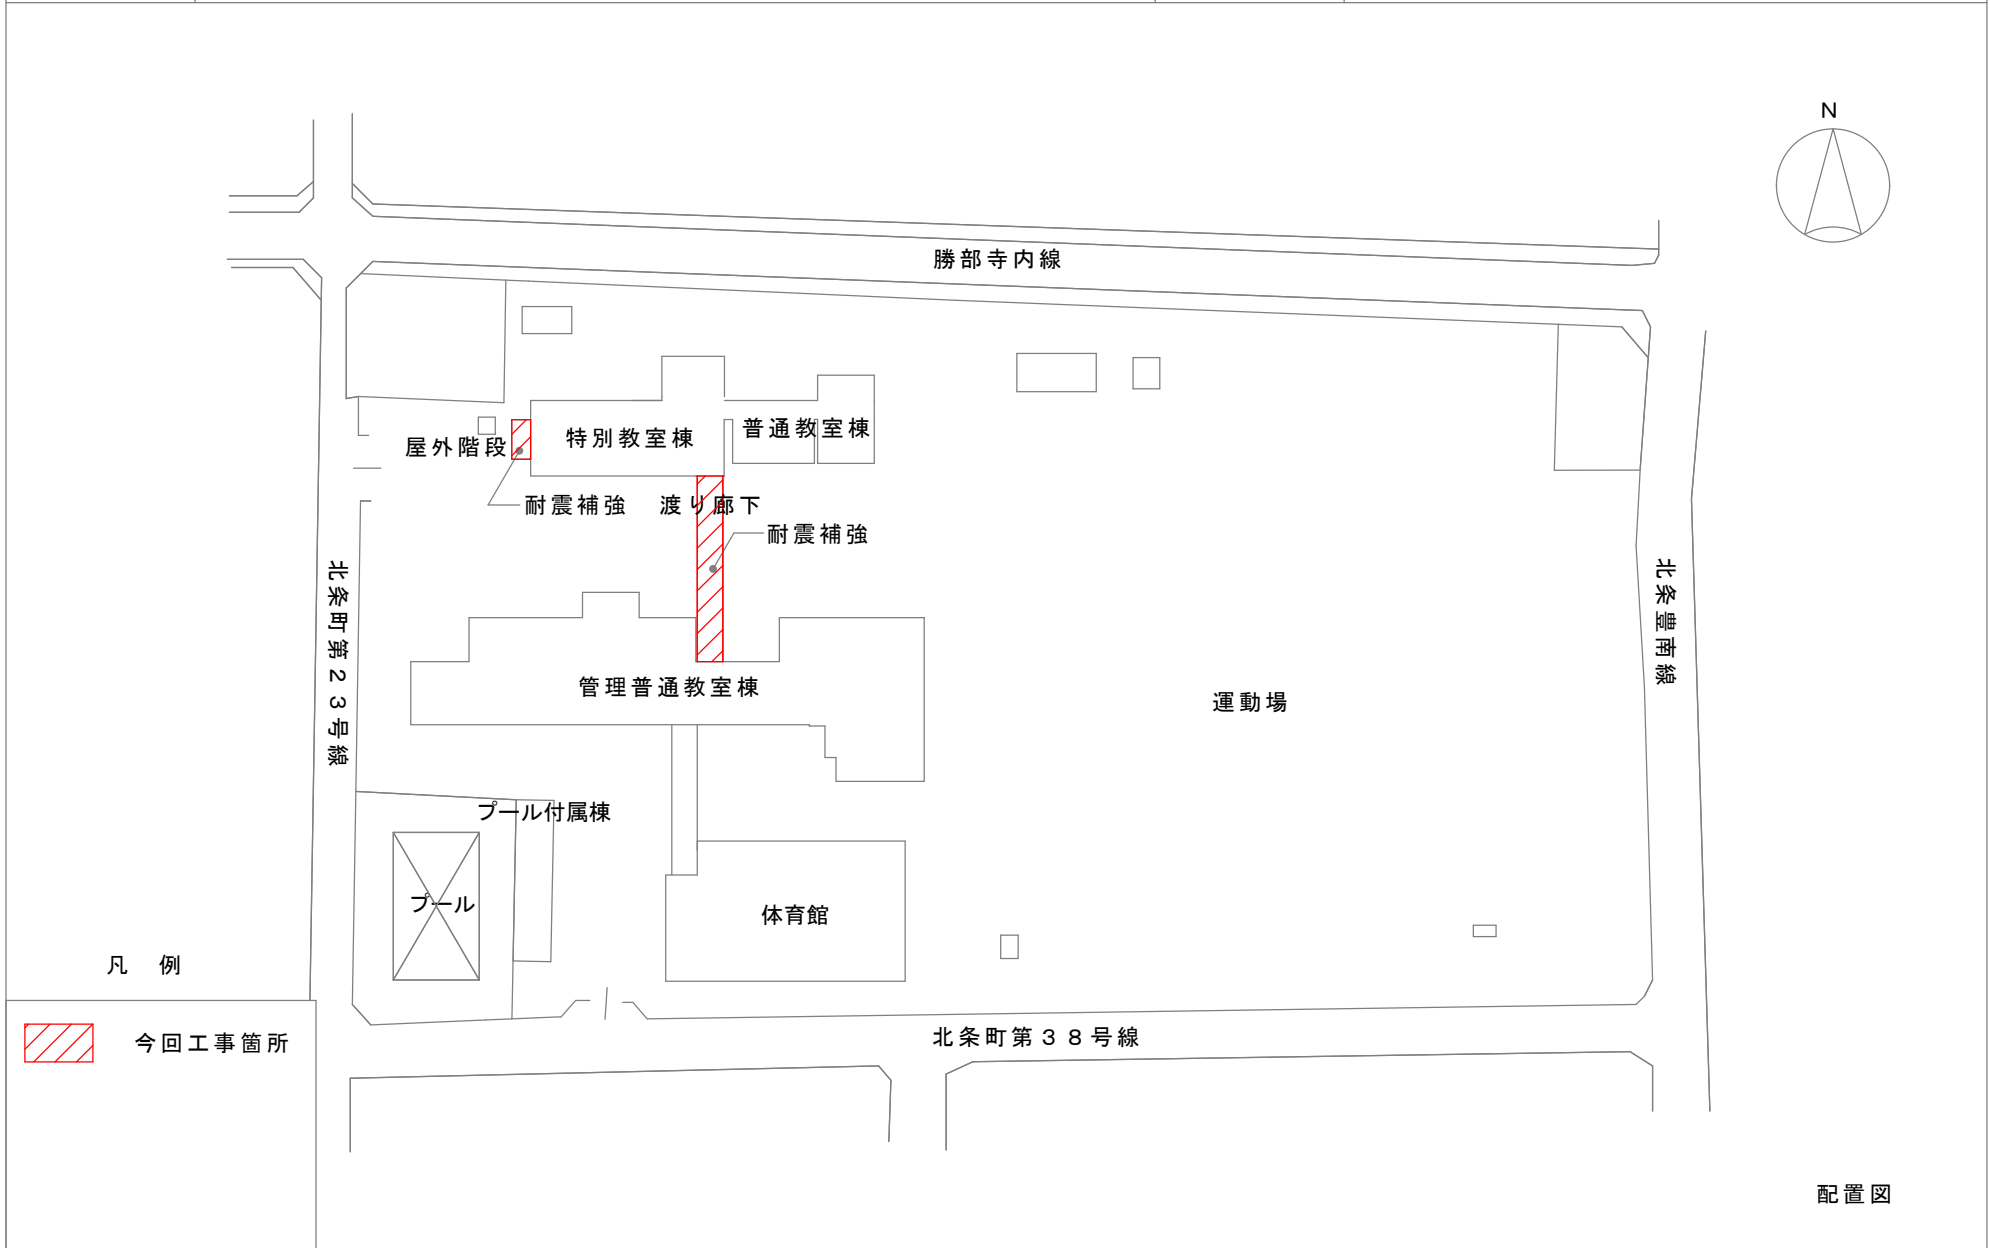 N
勝部寺内線
普通教室棟
特別教室棟
屋外階段
耐震補強
渡り廊下
耐震補強
北条町第２３号線
北条豊南線
管理普通教室棟
運動場
プール付属棟
プール
体育館
凡　例
今回工事箇所
北条町第３８号線
配置図